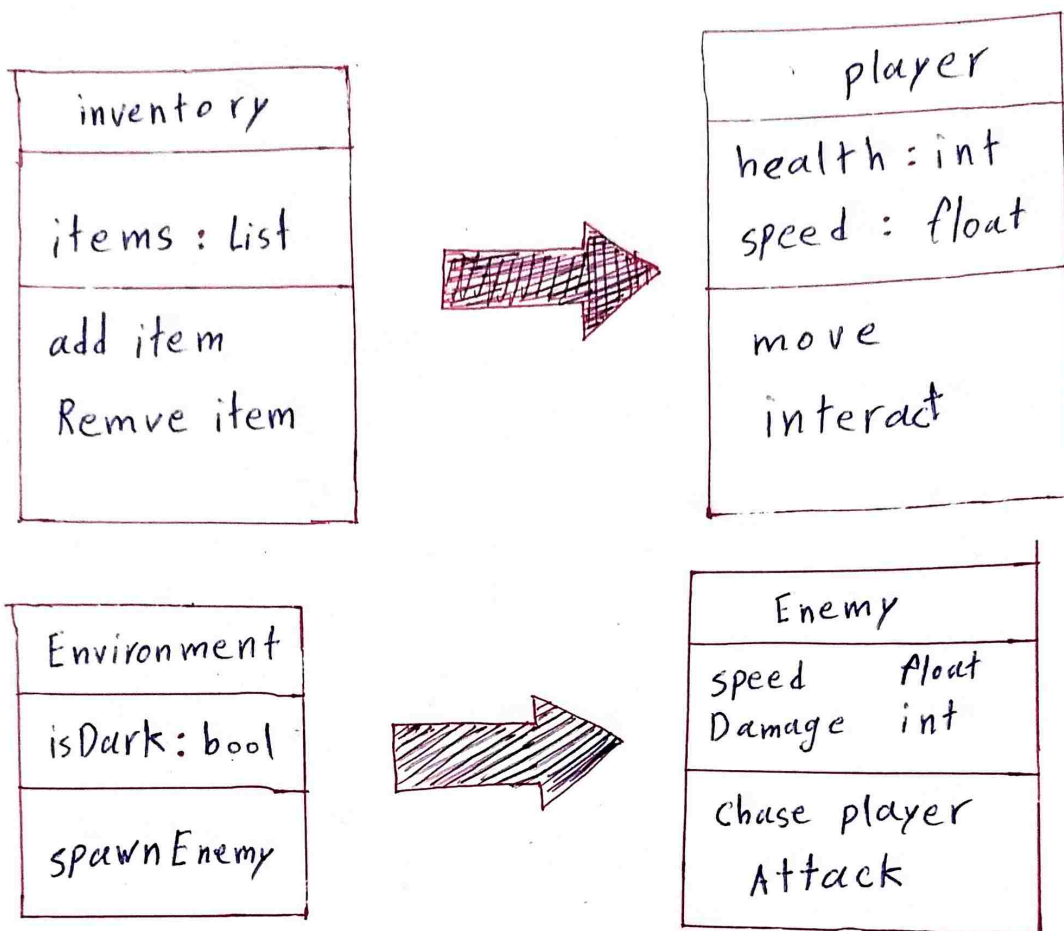 inventory
items : List
add item
Remve item
player
health : int
speed : float
move
interact
Environment
isDark : bool
spawnEnemy
Enemy
speed float
Damage int
Chase player
Attack